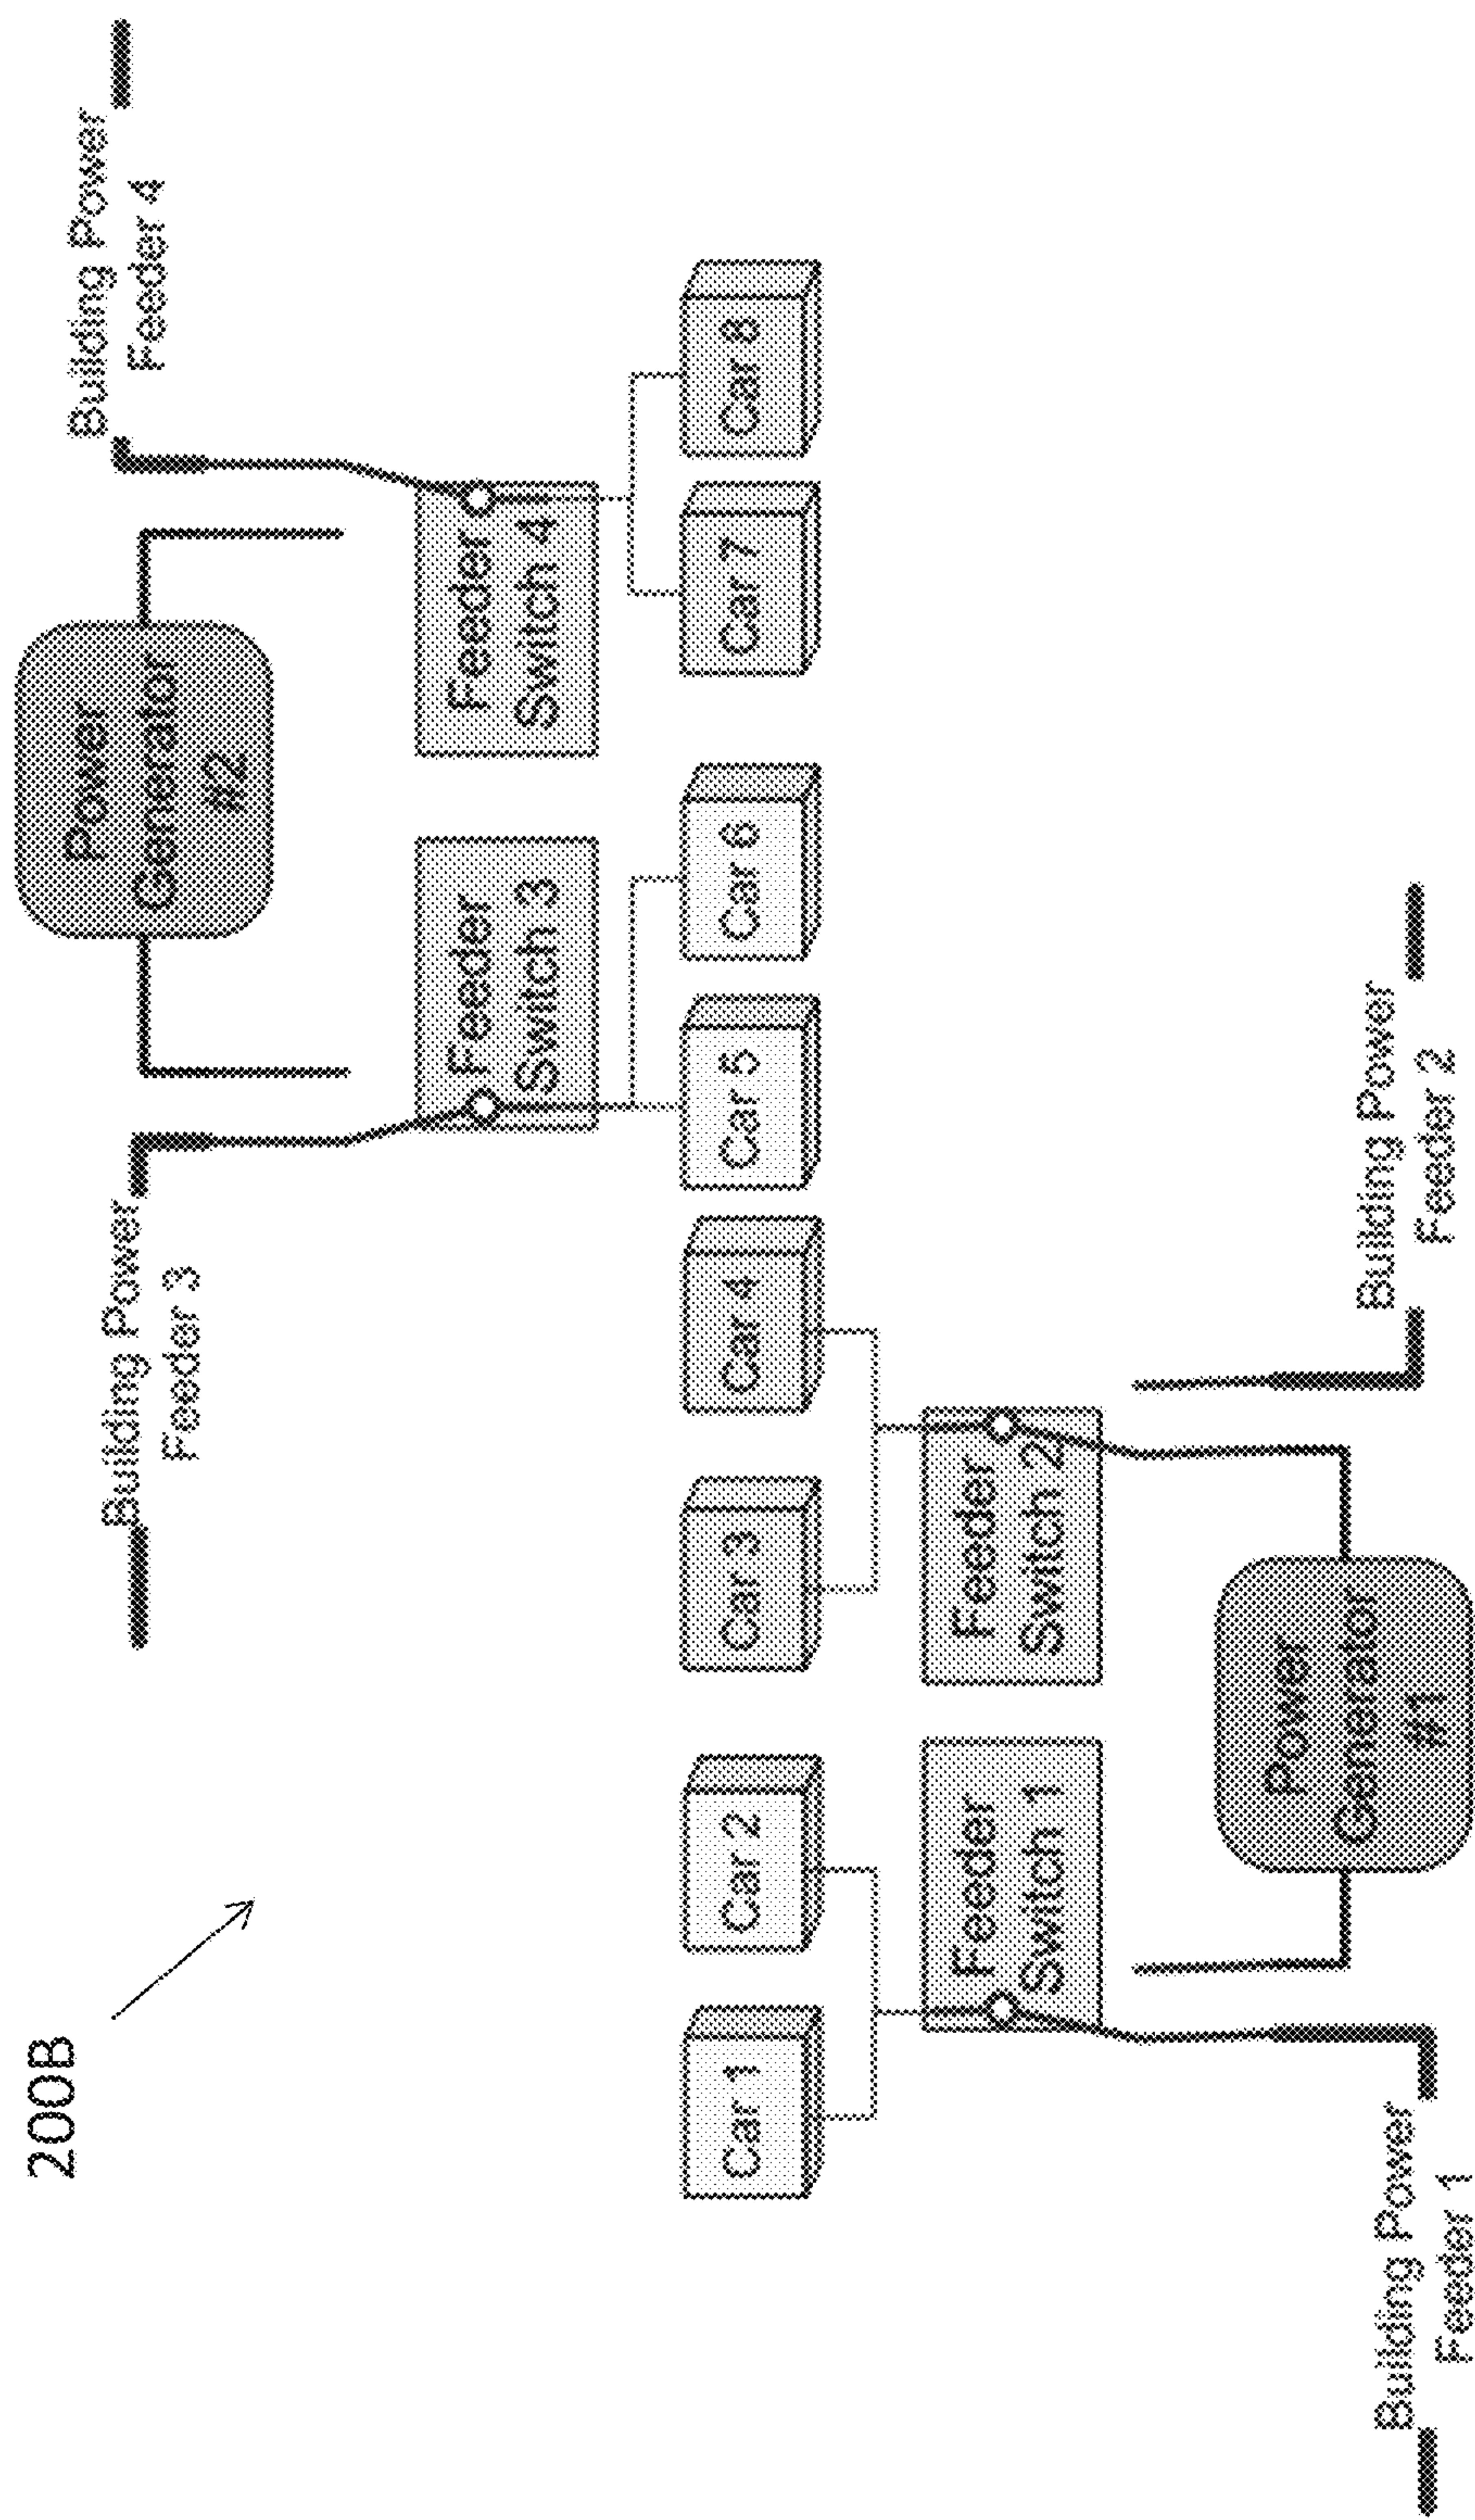 200B
Building Power
Feeder 3
Power
Generator
#2
Building Power
Feeder 4
Feeder
Switch 3
Feeder
Switch 4
Car 1
Car 2
Car 3
Car 4
Car 5
Car 6
Car 7
Car 8
Feeder
Switch 1
Feeder
Switch 2
Power
Generator
#1
Building Power
Feeder 1
Building Power
Feeder 2